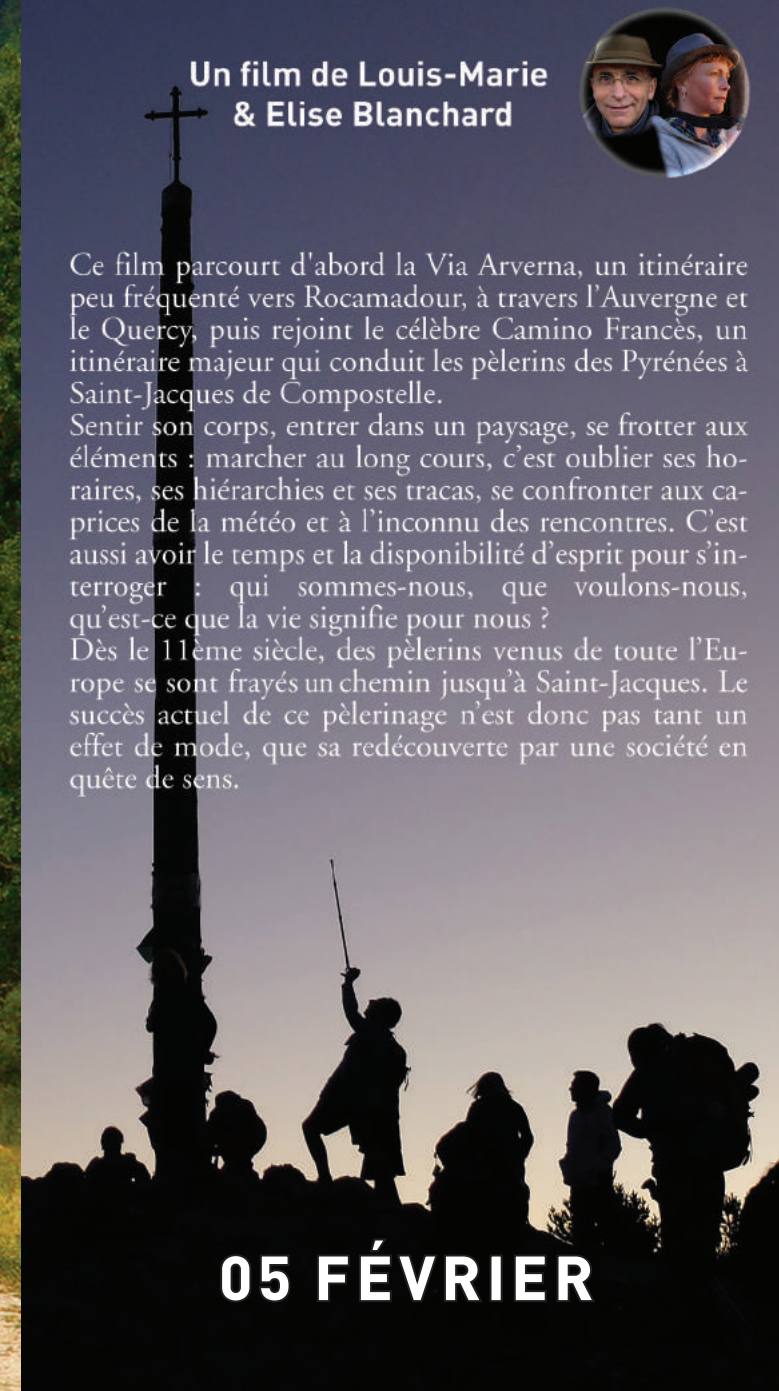 Un film de Louis-Marie
& Elise Blanchard
Ce film parcourt d'abord la Via Arverna, un itinéraire
peu fréquenté vers Rocamadour, à travers l'Auvergne et
le Quercy, puis rejoint le célèbre Camino Francès, un
itinéraire majeur qui conduit les pèlerins des Pyrénées à
Saint-Jacques de Compostelle.
Sentir son corps, entrer dans un paysage, se frotter aux
éléments : marcher au long cours, c'est oublier ses ho-
raires, ses hiérarchies et ses tracas, se confronter aux ca-
prices de la météo et à l'inconnu des rencontres. C'est
aussi avoir le temps et la disponibilité d'esprit pour s'in-
terroger : qui sommes-nous, que voulons-nous,
qu'est-ce que la vie signifie pour nous ?
Dès le 11ème siècle, des pèlerins venus de toute l'Eu-
rope se sont frayés un chemin jusqu'à Saint-Jacques. Le
succès actuel de ce pèlerinage n'est donc pas tant un
effet de mode, que sa redécouverte par une société en
quête de sens.
05 FÉVRIER